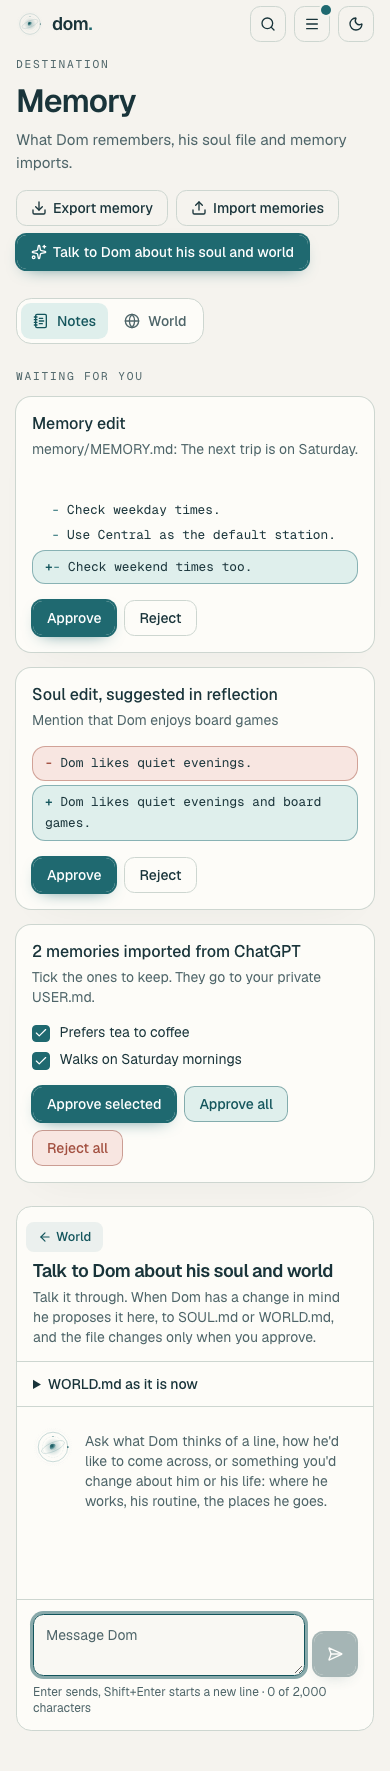 dom.
DESTINATION
Memory
What Dom remembers, his soul file and memory
imports.
Export memory
Import memories
Talk to Dom about his soul and world
Notes
World
WAITING FOR YOU
Memory edit
memory/MEMORY.md: The next trip is on Saturday.
- Check weekday times.
- Use Central as the default station.
+- Check weekend times too.
Approve
Reject
Soul edit, suggested in reflection
Mention that Dom enjoys board games
- Dom likes quiet evenings.
+ Dom likes quiet evenings and board
games.
Approve
Reject
2 memories imported from ChatGPT
Tick the ones to keep. They go to your private
USER.md.
Prefers tea to coffee
Walks on Saturday mornings
Approve selected
Approve all
Reject all
← World
Talk to Dom about his soul and world
Talk it through. When Dom has a change in mind
he proposes it here, to SOUL.md or WORLD.md,
and the file changes only when you approve.
▶ WORLD.md as it is now
Ask what Dom thinks of a line, how he'd
like to come across, or something you'd
change about him or his life: where he
works, his routine, the places he goes.
Message Dom
Enter sends, Shift+Enter starts a new line · 0 of 2,000
characters